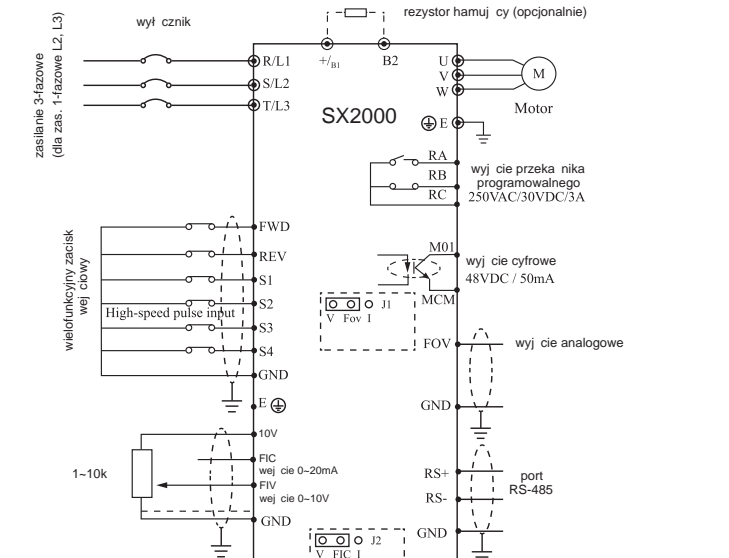 rezystor hamuj cy (opcjonalnie)
wył cznik
zasilanie 3-fazowe
(dla zas. 1-fazowe L2, L3)
+/B1
B2
R/L1
S/L2
T/L3
SX2000
U
V
W
M
Motor
E
RA
RB
RC
wyj cie przeka nika
programowalnego
250VAC/30VDC/3A
wielofunkcyjny zacisk
wej ciowy
FWD
REV
S1
S2
High-speed pulse input
S3
S4
GND
E
M01
MCM
wyj cie cyfrowe
48VDC / 50mA
J1
V Fov I
FOV
wyj cie analogowe
GND
10V
FIC
wej cie 0~20mA
FIV
wej cie 0~10V
GND
1~10k
RS+
RS-
port
RS-485
GND
J2
V FIC I